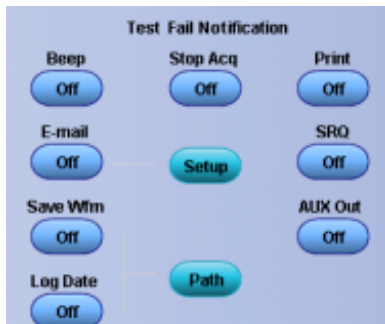 Test Fail Notification
Beep Stop Acq Print
Off Off Off
E-mail SRQ
Off Setup Off
Save Wfm AUX Out
Off Off
Log Date Path
Off